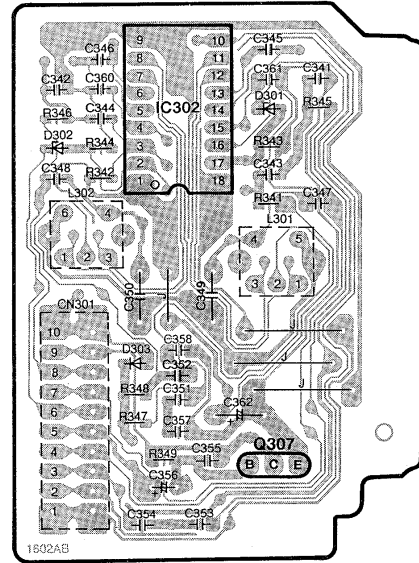 C346
9
10
C345
8
11
C342
C360
7
12
C361
C341
6
IC302
13
D301
R346
C344
5
14
R345
4
15
D302
R344
3
16
R343
2
17
C348
R342
1
18
C343
L302
R341
C347
6
4
L301
4
5
1
2
3
3
2
1
C350
C349
CN301
10
J
C358
9
D303
J
8
C352
7
R348
C351
J
6
R347
C362
+
5
C357
Q307
4
R349
C355
B C E
3
C356
+
2
1
C354
C353
1602AB